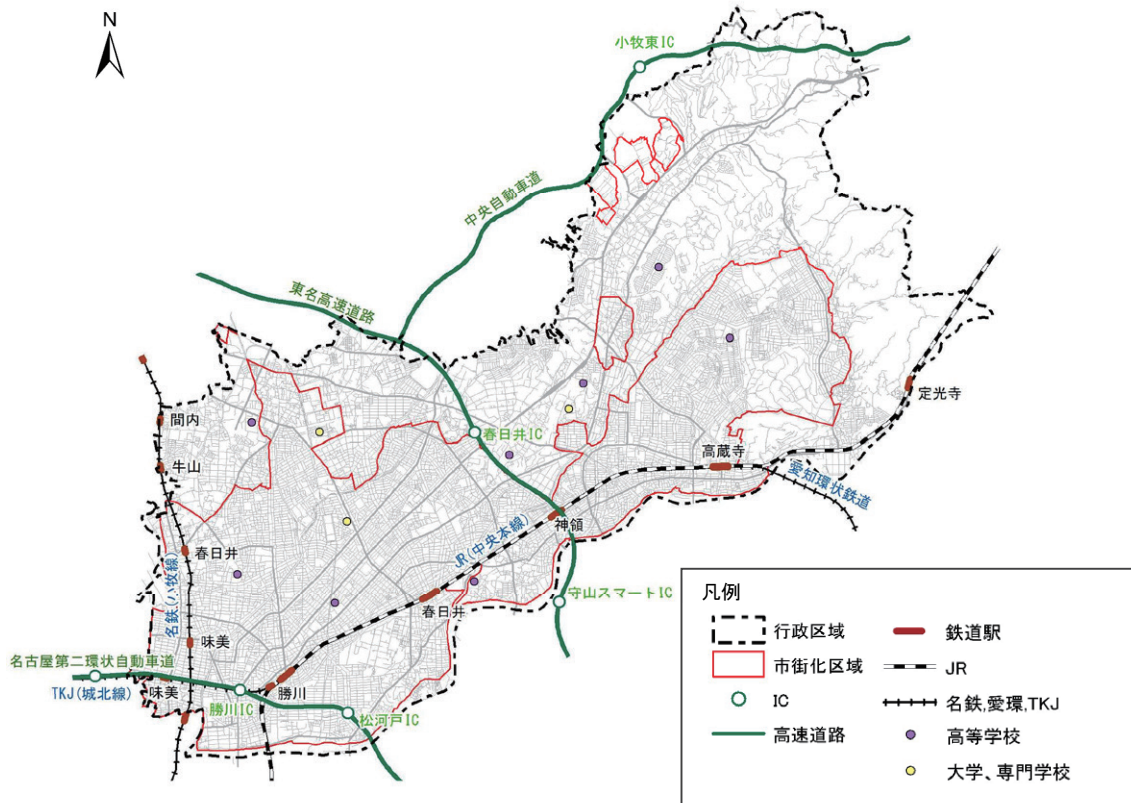 N
小牧東IC
中央自動車道
東名高速道路
間内
牛山
春日井IC
定光寺
高蔵寺
愛知環状鉄道
神領
JR(中央本線)
春日井
名鉄(小牧線)
春日井
守山スマートIC
味美
名古屋第二環状自動車道
TKJ(城北線)
味美
勝川IC
勝川
松河戸IC
凡例
行政区域
市街化区域
IC
高速道路
鉄道駅
JR
名鉄,愛環,TKJ
高等学校
大学、専門学校